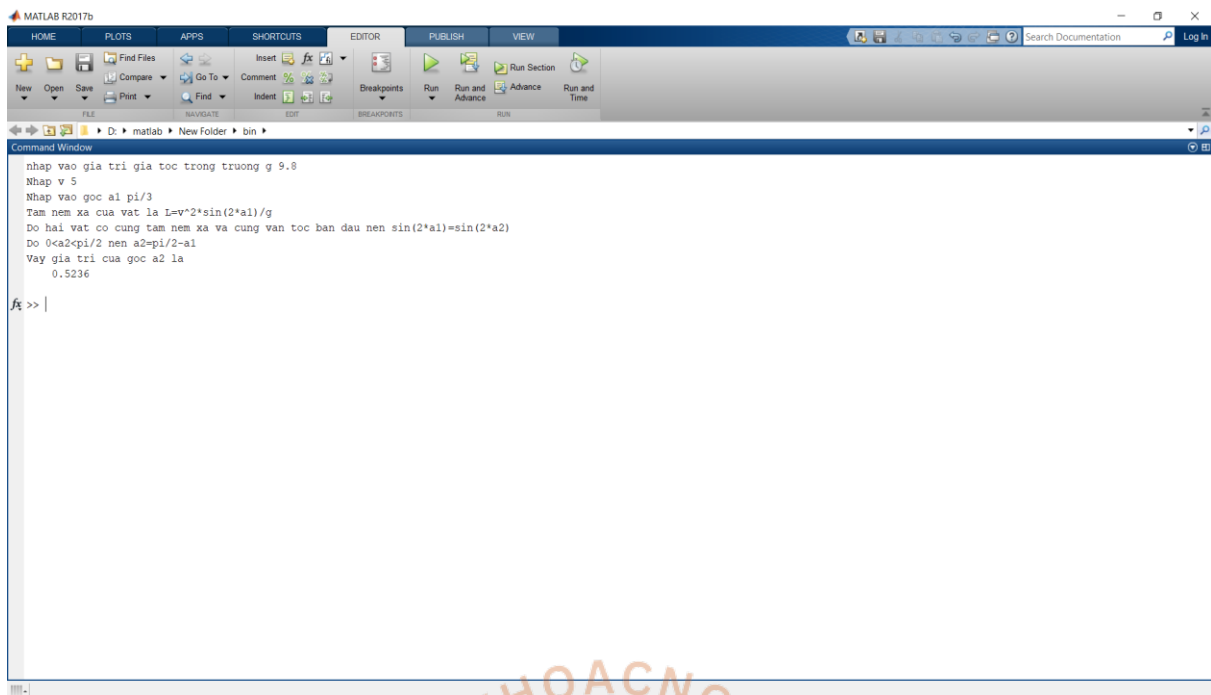 MATLAB R2017b
HOME PLOTS APPS SHORTCUTS EDITOR PUBLISH VIEW Search Documentation Log In
New Open Save Find Files Compare Print Go To Find Insert fx Comment % Indent Breakpoints Run Run and Advance Run Section Advance Run and Time
FILE NAVIGATE EDIT BREAKPOINTS RUN
D: matlab New Folder bin
Command Window
nhap vao gia tri gia toc trong truong g 9.8
Nhap v 5
Nhap vao goc a1 pi/3
Tam nem xa cua vat la L=v^2*sin(2*a1)/g
Do hai vat co cung tam nem xa va cung van toc ban dau nen sin(2*a1)=sin(2*a2)
Do 0<a2<pi/2 nen a2=pi/2-a1
Vay gia tri cua goc a2 la
0.5236
fx >>